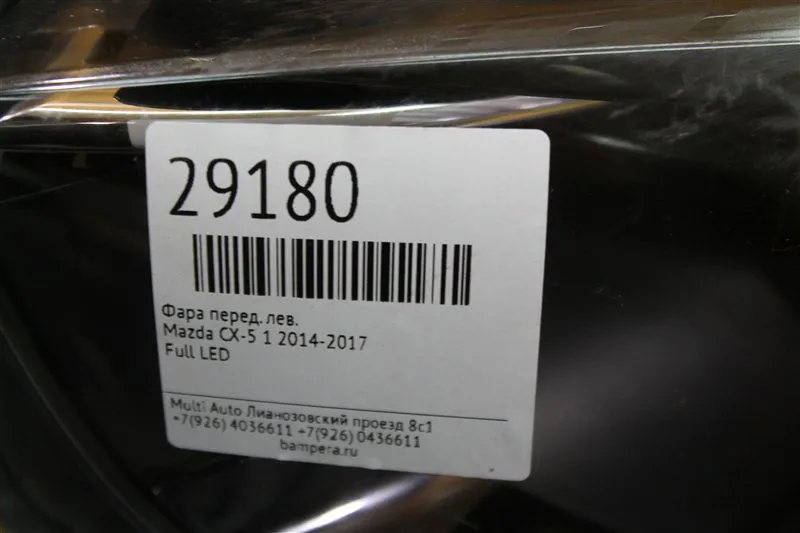 29180
Фара перед. лев.
Mazda CX-5 1 2014-2017
Full LED
Multi Auto Лианозовский проезд 8с1
+7(926) 4036611 +7(926) 0436611
bampera.ru